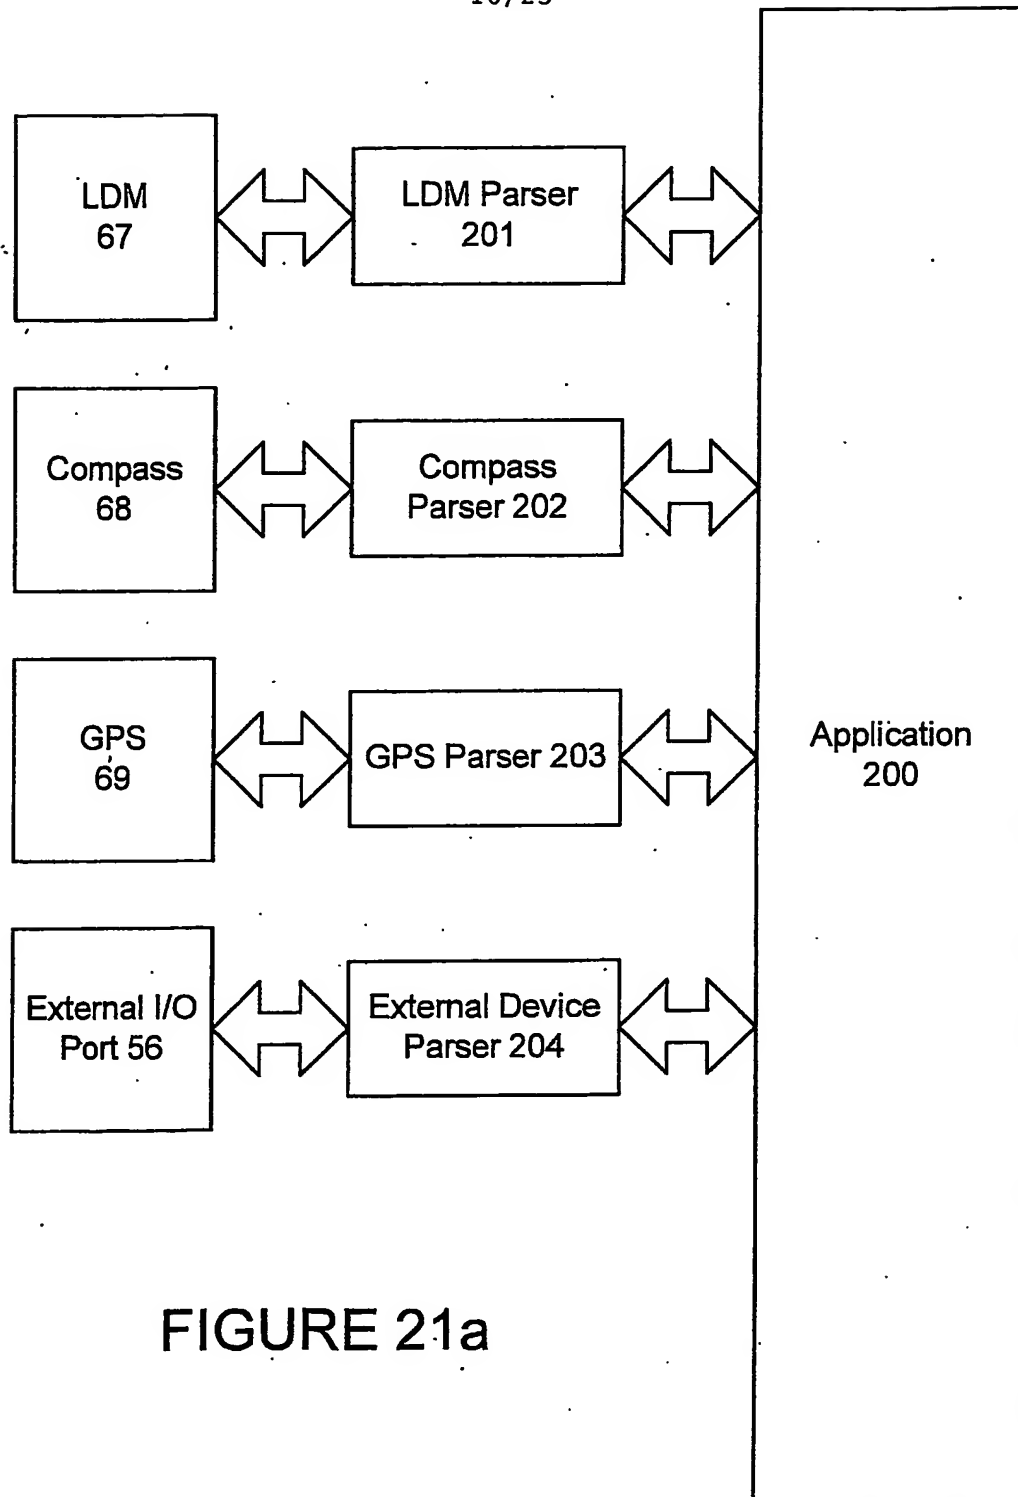 LDM
67
LDM Parser
201
Compass
68
Compass
Parser 202
GPS
69
GPS Parser 203
Application
200
External I/O
Port 56
External Device
Parser 204
FIGURE 21a